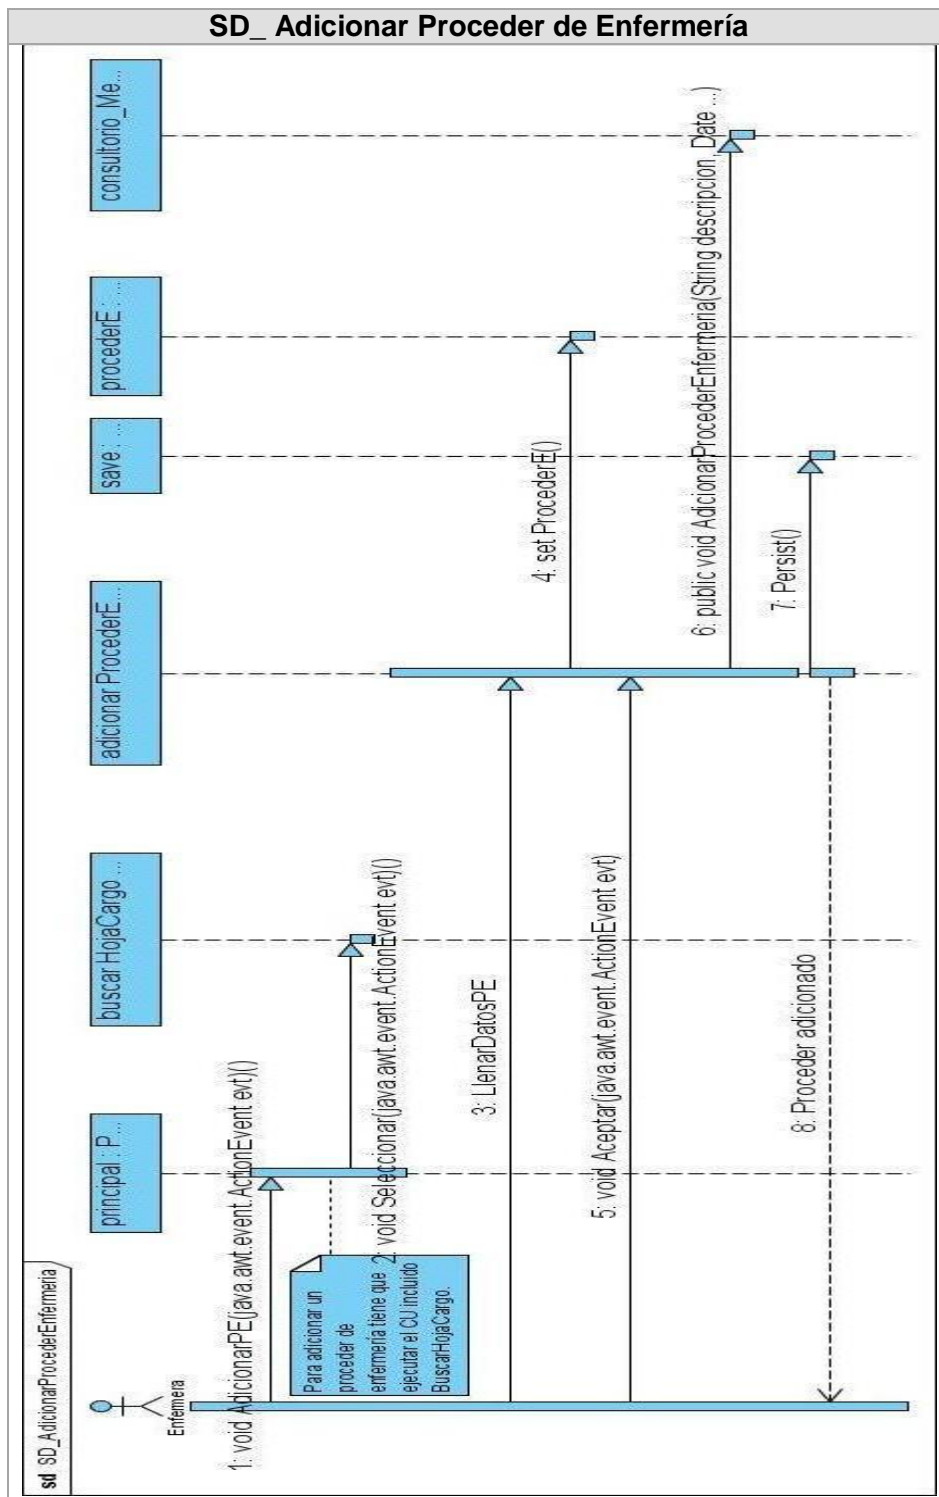 SD_ Adicionar Proceder de Enfermería
sd SD_AdicionarProcederEnfermeria
Enfermera
principal : P...
buscar HojaCargo ...
adicionar ProcederE...
save : ...
procederE : ...
consultorio_Me...
1: void AdicionarPE(java.awt.event.ActionEvent evt)()
Para adicionar un
proceder de
enfermería tiene que
ejecutar el CU incluido
BuscarHojaCargo.
2: void Seleccionar(java.awt.event.ActionEvent evt)()
3: LlenarDatosPE
4: set ProcederE()
5: void Aceptar(java.awt.event.ActionEvent evt)
6: public void AdicionarProcederEnfermeria(String descripcion_Date ...)
7: Persist()
8: Proceder adicionado